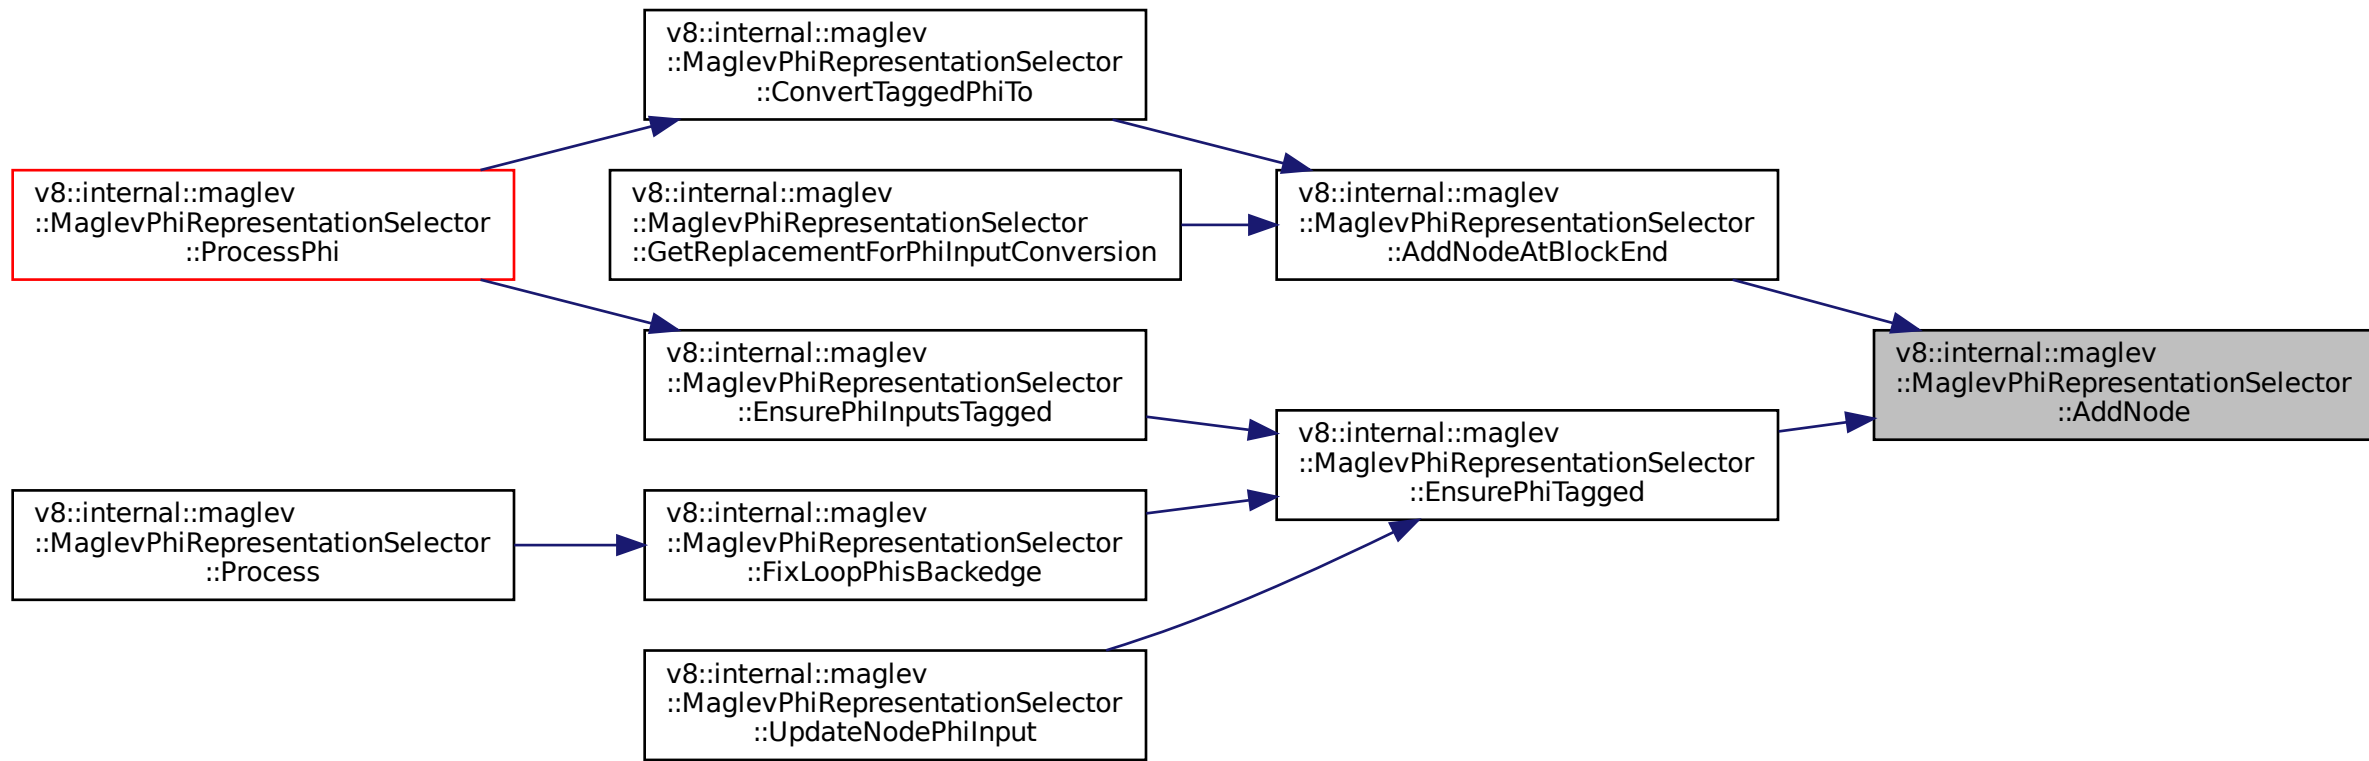 v8::internal::maglev
::MaglevPhiRepresentationSelector
::ConvertTaggedPhiTo
v8::internal::maglev
::MaglevPhiRepresentationSelector
::ProcessPhi
v8::internal::maglev
::MaglevPhiRepresentationSelector
::GetReplacementForPhiInputConversion
v8::internal::maglev
::MaglevPhiRepresentationSelector
::AddNodeAtBlockEnd
v8::internal::maglev
::MaglevPhiRepresentationSelector
::EnsurePhiInputsTagged
v8::internal::maglev
::MaglevPhiRepresentationSelector
::AddNode
v8::internal::maglev
::MaglevPhiRepresentationSelector
::EnsurePhiTagged
v8::internal::maglev
::MaglevPhiRepresentationSelector
::Process
v8::internal::maglev
::MaglevPhiRepresentationSelector
::FixLoopPhisBackedge
v8::internal::maglev
::MaglevPhiRepresentationSelector
::UpdateNodePhiInput